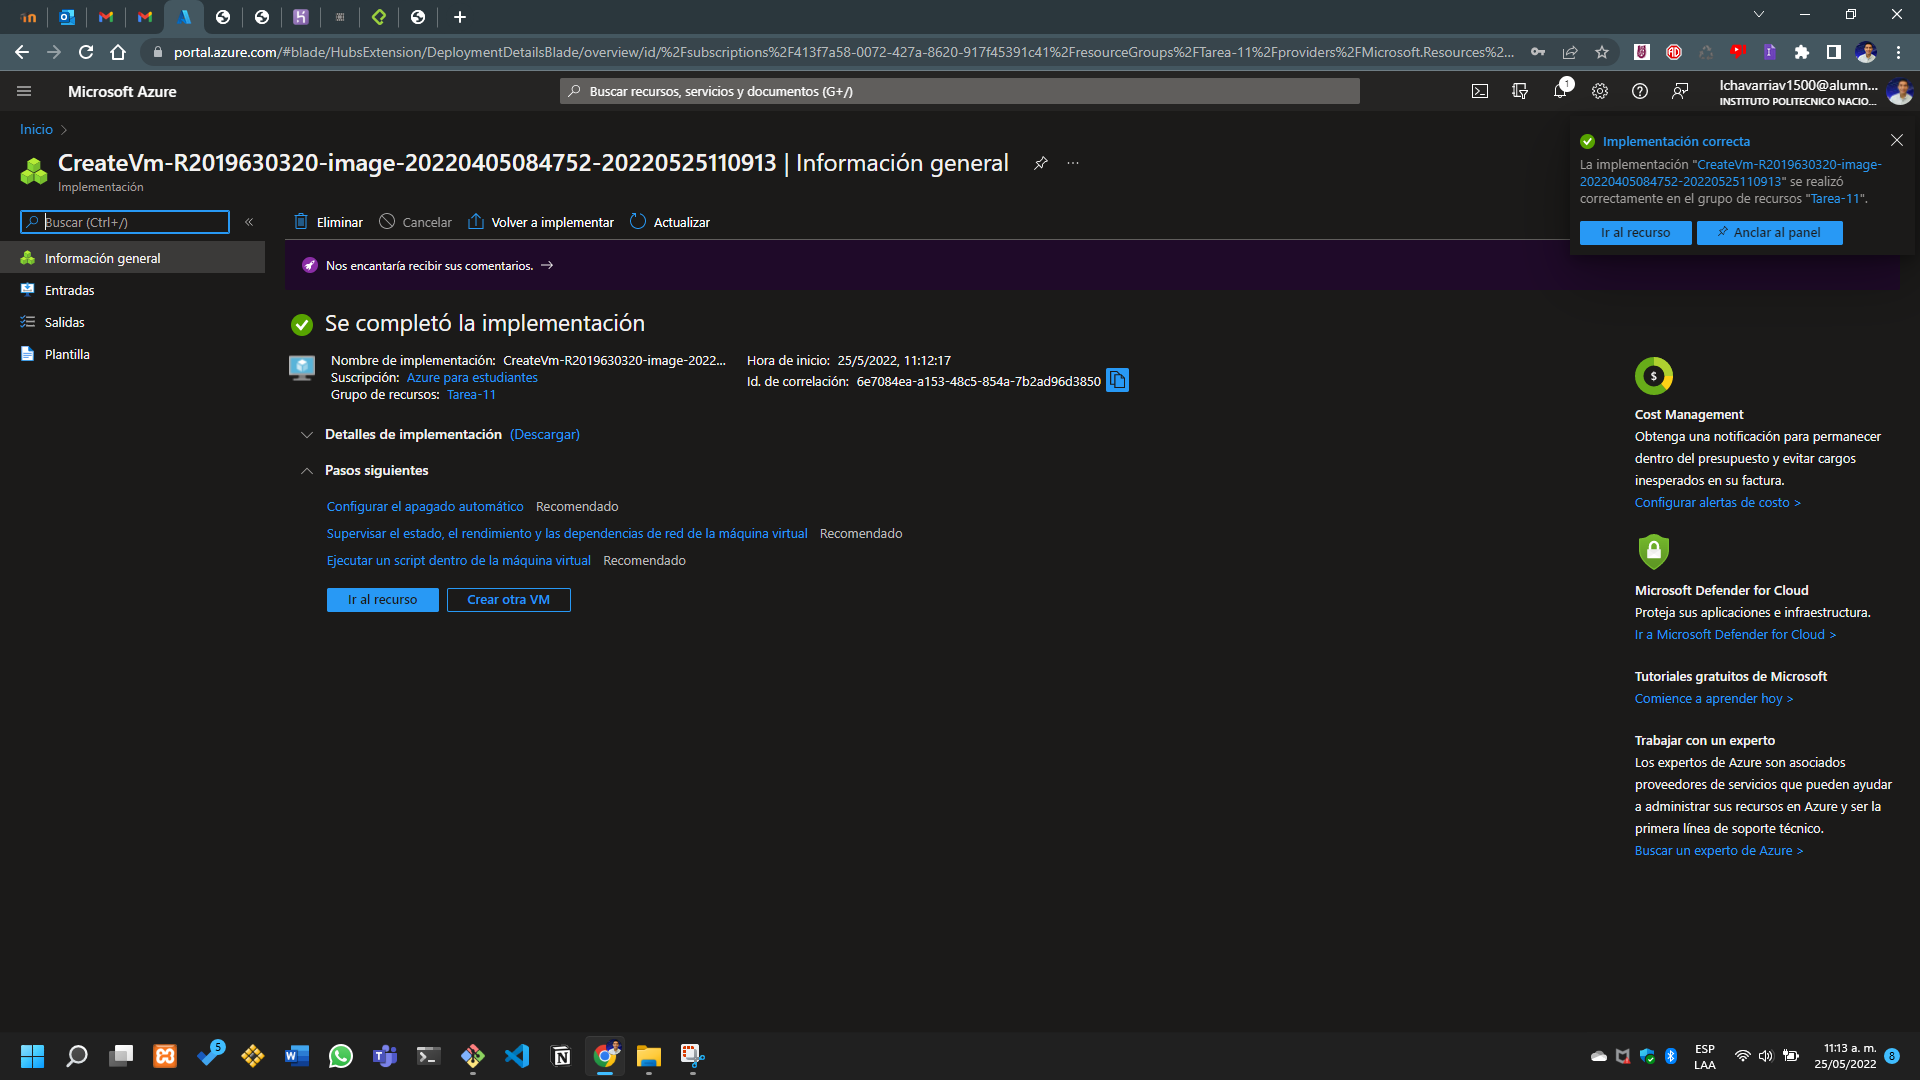 portal.azure.com/#blade/HubsExtension/DeploymentDetailsBlade/overview/id/%2Fsubscriptions%2F413f7a58-0072-427a-8620-917f45391c41%2FresourceGroups%2FTarea-11%2Fproviders%2FMicrosoft.Resources%2...
Microsoft Azure
Buscar recursos, servicios y documentos (G+/)
1
lchavarriav1500@alumn...
INSTITUTO POLITECNICO NACIO...
Inicio
CreateVm-R2019630320-image-20220405084752-20220525110913 | Información general
...
Implementación
Buscar (Ctrl+/)
«
Información general
Entradas
Salidas
Plantilla
Eliminar
Cancelar
Volver a implementar
Actualizar
Nos encantaría recibir sus comentarios. →
Se completó la implementación
Nombre de implementación: CreateVm-R2019630320-image-2022...
Suscripción: Azure para estudiantes
Grupo de recursos: Tarea-11
Hora de inicio: 25/5/2022, 11:12:17
Id. de correlación: 6e7084ea-a153-48c5-854a-7b2ad96d3850
Detalles de implementación (Descargar)
Pasos siguientes
Configurar el apagado automático Recomendado
Supervisar el estado, el rendimiento y las dependencias de red de la máquina virtual Recomendado
Ejecutar un script dentro de la máquina virtual Recomendado
Ir al recurso
Crear otra VM
Implementación correcta
La implementación "CreateVm-R2019630320-image-
20220405084752-20220525110913" se realizó
correctamente en el grupo de recursos "Tarea-11".
Ir al recurso
Anclar al panel
$
Cost Management
Obtenga una notificación para permanecer
dentro del presupuesto y evitar cargos
inesperados en su factura.
Configurar alertas de costo >
Microsoft Defender for Cloud
Proteja sus aplicaciones e infraestructura.
Ir a Microsoft Defender for Cloud >
Tutoriales gratuitos de Microsoft
Comience a aprender hoy >
Trabajar con un experto
Los expertos de Azure son asociados
proveedores de servicios que pueden ayudar
a administrar sus recursos en Azure y ser la
primera línea de soporte técnico.
Buscar un experto de Azure >
5
ESP
LAA
11:13 a. m.
25/05/2022
8